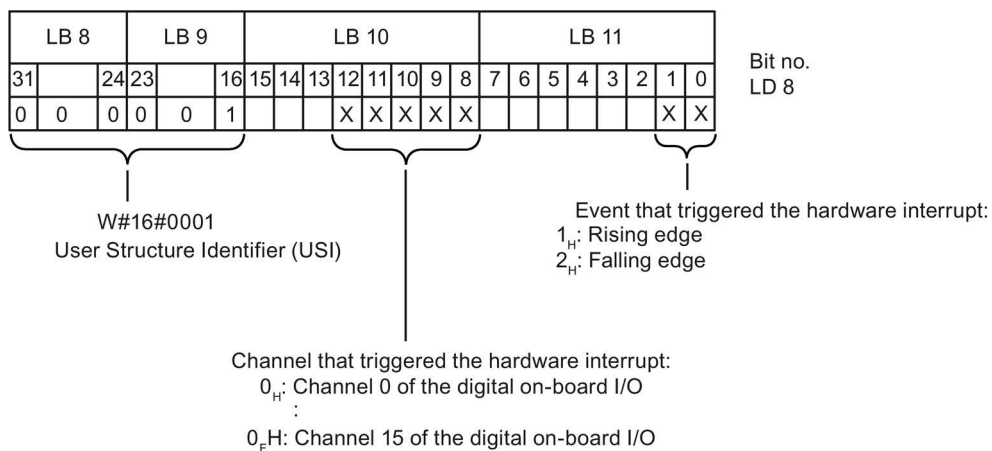 LB 8 LB 9 LB 10 LB 11
31 24 23 16 15 14 13 12 11 10 9 8 7 6 5 4 3 2 1 0
Bit no.
LD 8
0 0 0 0 0 1 X X X X X X X
W#16#0001
User Structure Identifier (USI)
Event that triggered the hardware interrupt:
1H: Rising edge
2H: Falling edge
Channel that triggered the hardware interrupt:
0H: Channel 0 of the digital on-board I/O
:
0FH: Channel 15 of the digital on-board I/O